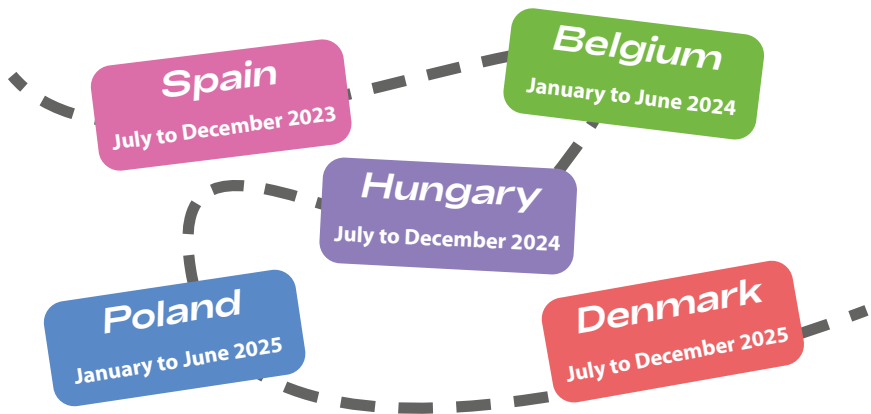 Spain
July to December 2023
Belgium
January to June 2024
Hungary
July to December 2024
Poland
January to June 2025
Denmark
July to December 2025